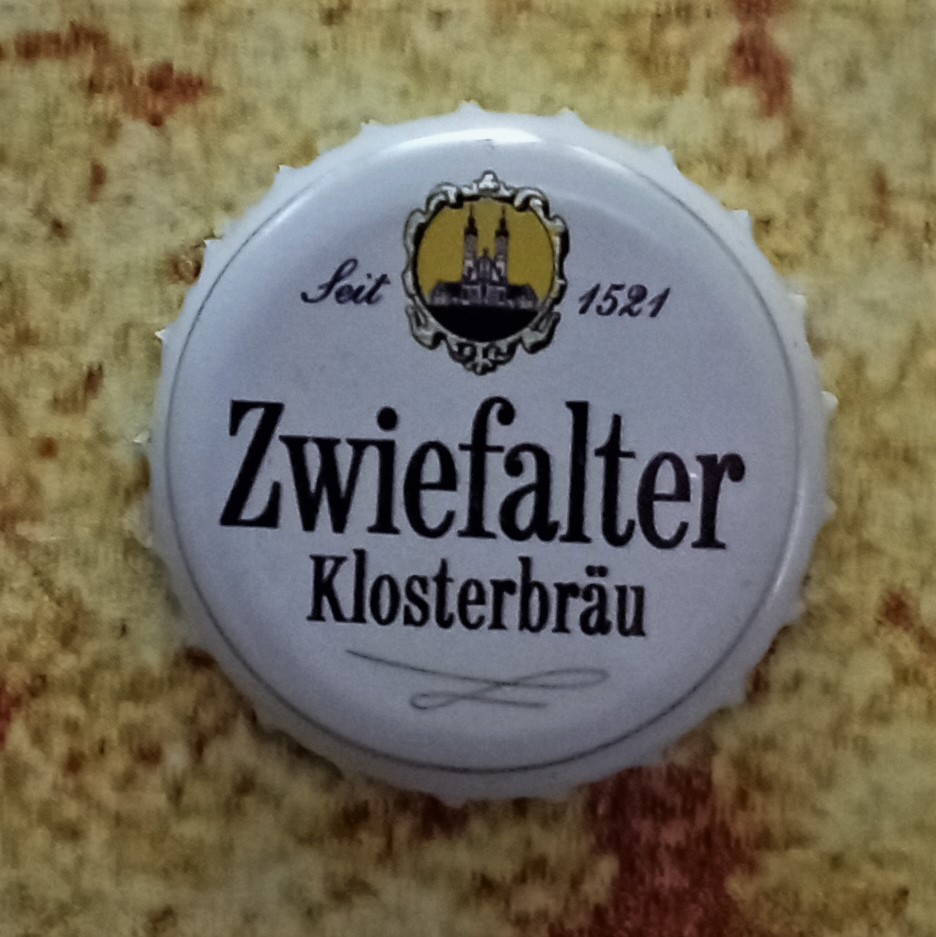 Seit 1521
Zwiefalter
Klosterbräu